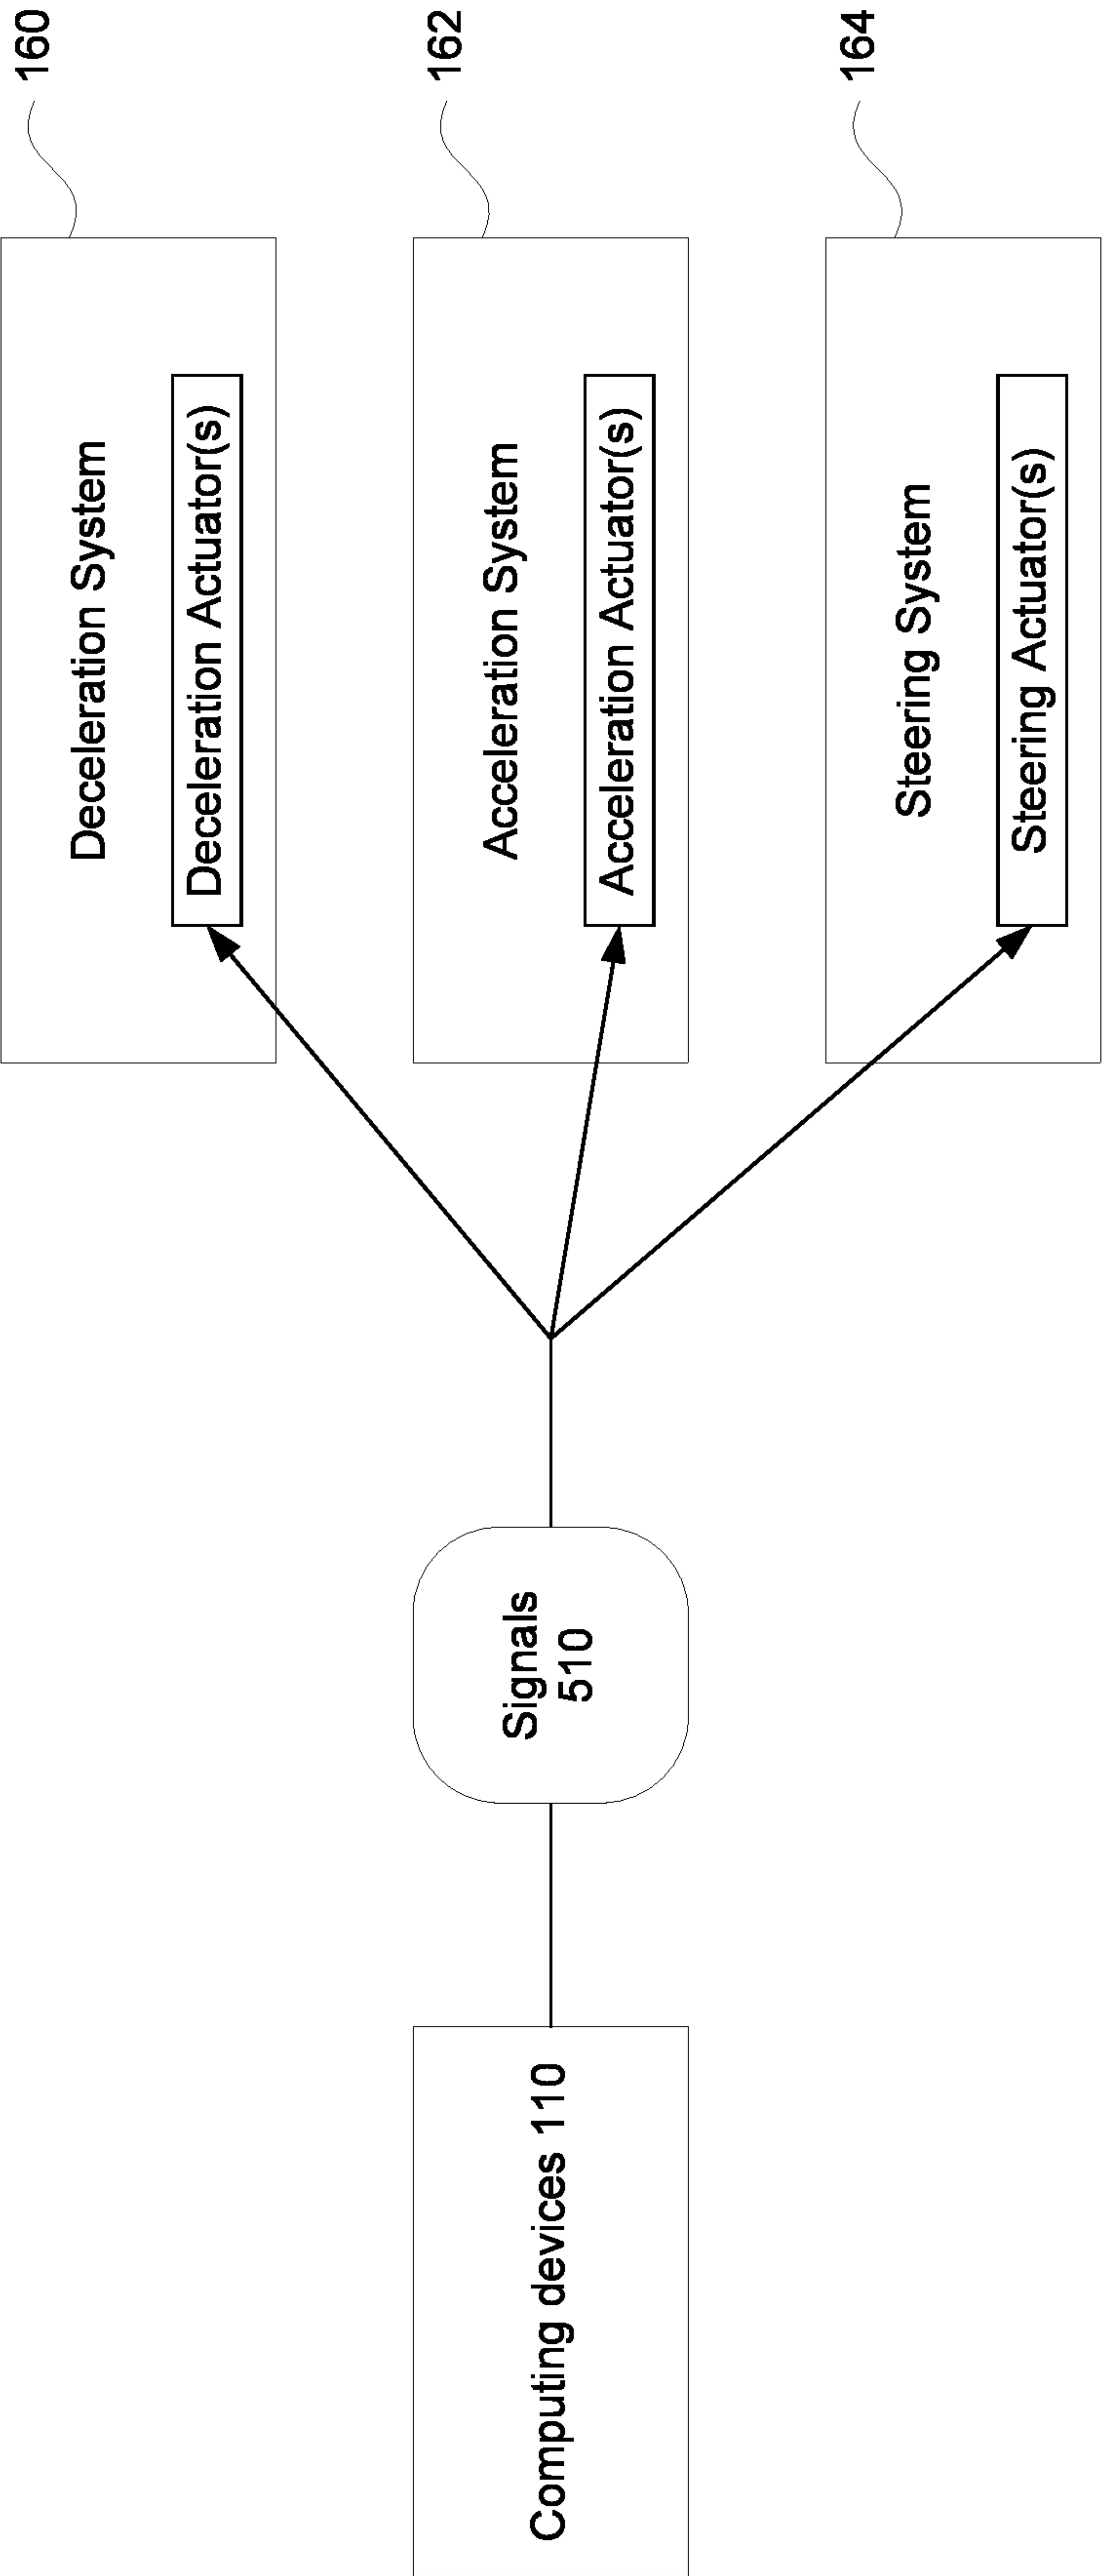 Deceleration System
Deceleration Actuator(s)
160
Acceleration System
Acceleration Actuator(s)
162
Steering System
Steering Actuator(s)
164
Signals
510
Computing devices 110